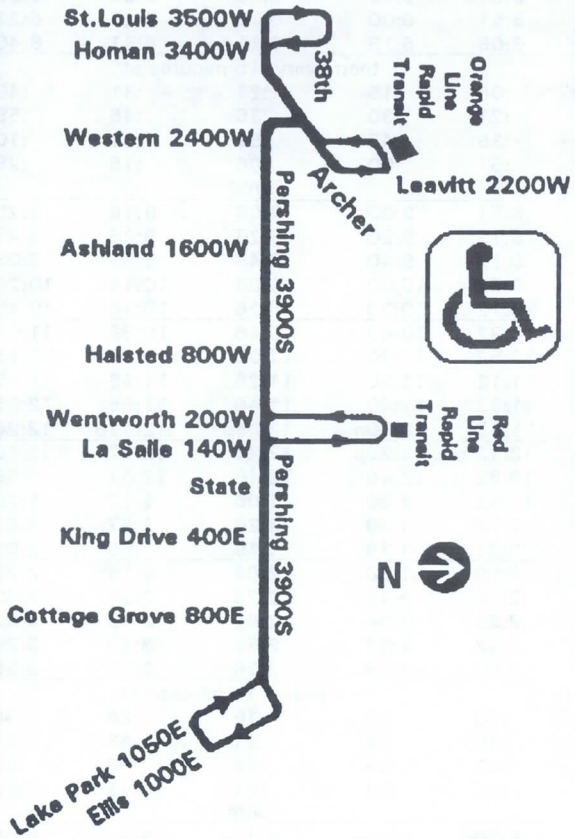 St.Louis 3500W
Homan 3400W
38th
Orange
Line
Rapid
Transit
Western 2400W
Archer
Leavitt 2200W
Pershing 3900S
Ashland 1600W
Halsted 800W
Wentworth 200W
La Salle 140W
Red
Line
Rapid
Transit
State
Pershing 3900S
King Drive 400E
N
Cottage Grove 800E
Lake Park 1050E
Ellis 1000E